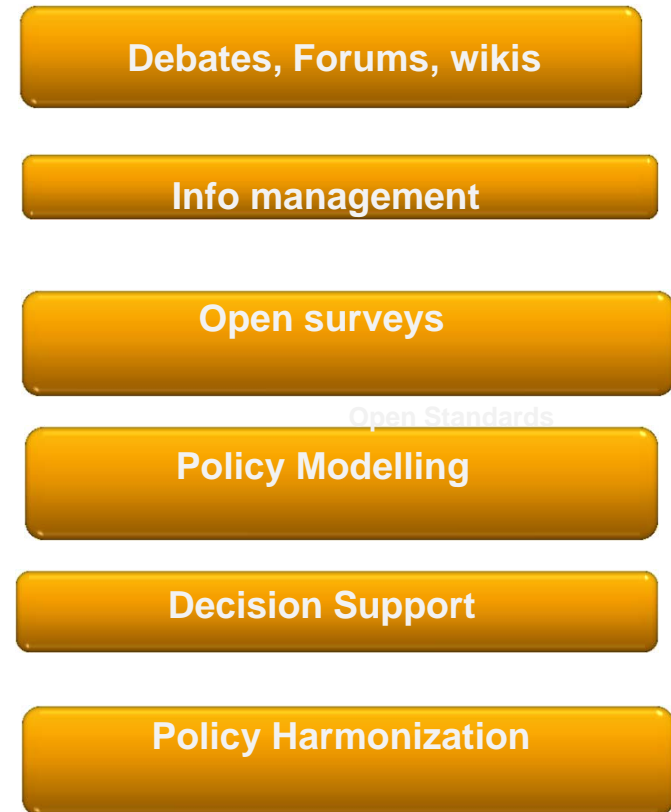 Debates, Forums, wikis
Info management
Open surveys
Open Standards
Policy Modelling
Decision Support
Policy Harmonization